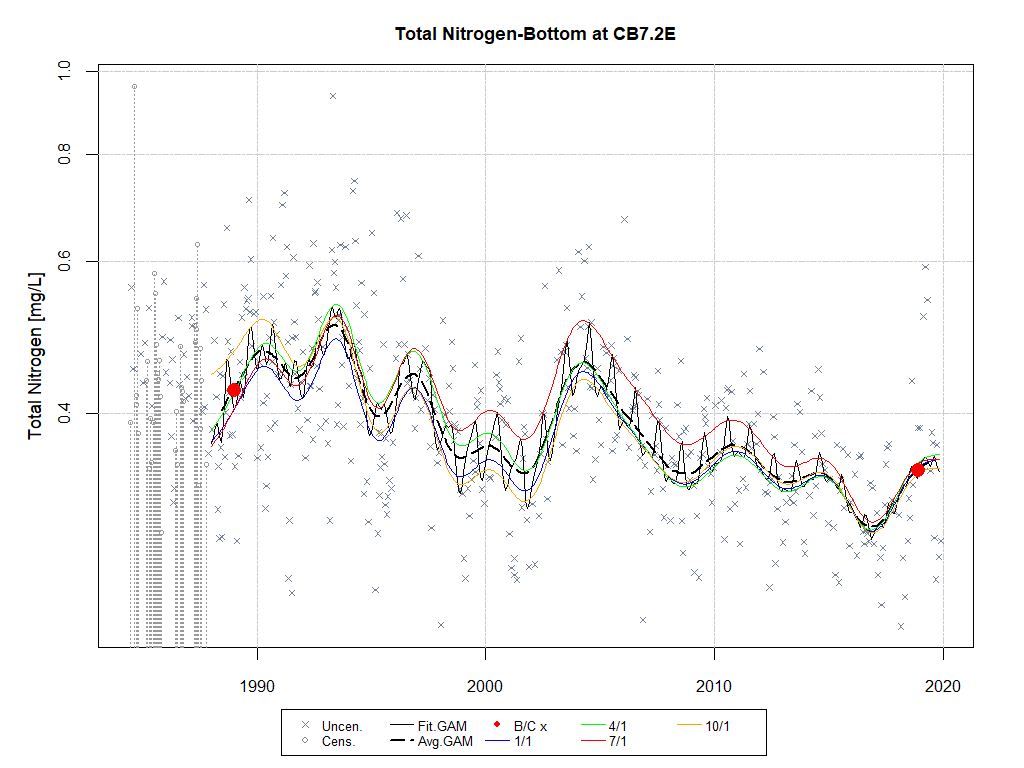 Total Nitrogen-Bottom at CB7.2E
Total Nitrogen [mg/L]
1.0
0.8
0.6
0.4
1990
2000
2010
2020
Uncen.
Fit.GAM
B/C x
4/1
10/1
Cens.
Avg.GAM
1/1
7/1